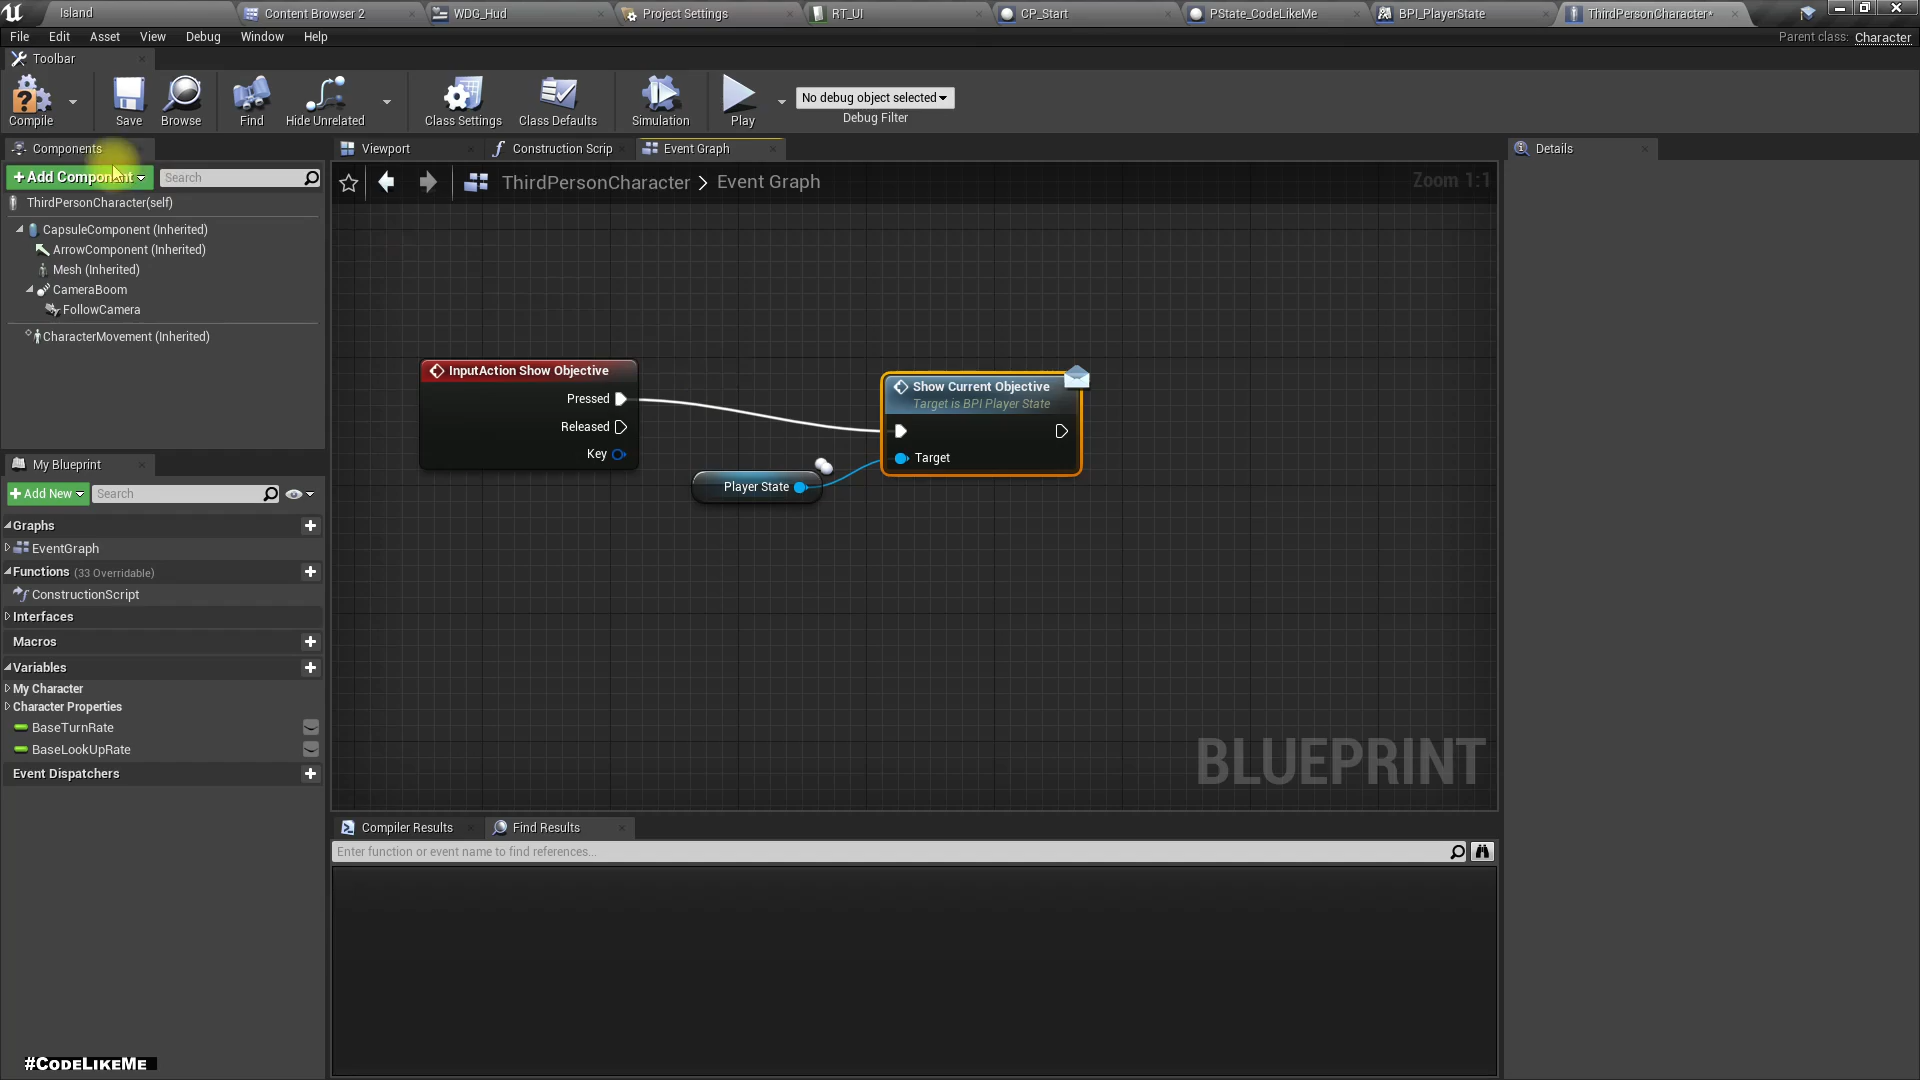 Island
Content Browser 2
WDG_Hud
Project Settings
RT_UI
CP_Start
PState_CodeLikeMe
BPI_PlayerState
ThirdPersonCharacter*
File Edit Asset View Debug Window Help
Parent class: Character
Toolbar
Compile
Save
Browse
Find
Hide Unrelated
Class Settings
Class Defaults
Simulation
Play
No debug object selected
Debug Filter
Components
+Add Component
Search
ThirdPersonCharacter(self)
CapsuleComponent (Inherited)
ArrowComponent (Inherited)
Mesh (Inherited)
CameraBoom
FollowCamera
CharacterMovement (Inherited)
My Blueprint
+Add New
Search
Graphs
EventGraph
Functions (33 Overridable)
ConstructionScript
Interfaces
Macros
Variables
My Character
Character Properties
BaseTurnRate
BaseLookUpRate
Event Dispatchers
Viewport
Construction Scrip
Event Graph
ThirdPersonCharacter > Event Graph
Zoom 1:1
InputAction Show Objective
Pressed
Released
Key
Player State
Show Current Objective
Target is BPI Player State
Target
BLUEPRINT
Compiler Results
Find Results
Enter function or event name to find references...
Details
#CodeLikeMe